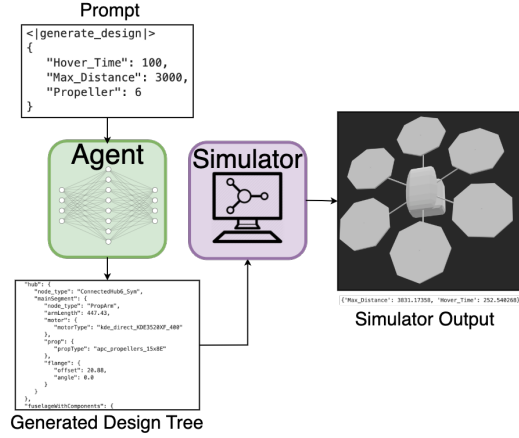 Prompt
<|generate_design|>
{
"Hover_Time": 100,
"Max_Distance": 3000,
"Propeller": 6
}
Agent
Simulator
"hub": {
"node_type": "ConnectedHub6_Sym",
"mainSegment": {
"node_type": "PropArm",
"armLength": 447.43,
"motor": {
"motorType": "kde_direct_KDE3520XF_400"
},
"prop": {
"propType": "apc_propellers_15x8E"
},
"flange": {
"offset": 20.88,
"angle": 0.0
}
}
},
"fuselageWithComponents": {
Generated Design Tree
{'Max_Distance': 3831.17358, 'Hover_Time': 252.540268}
Simulator Output